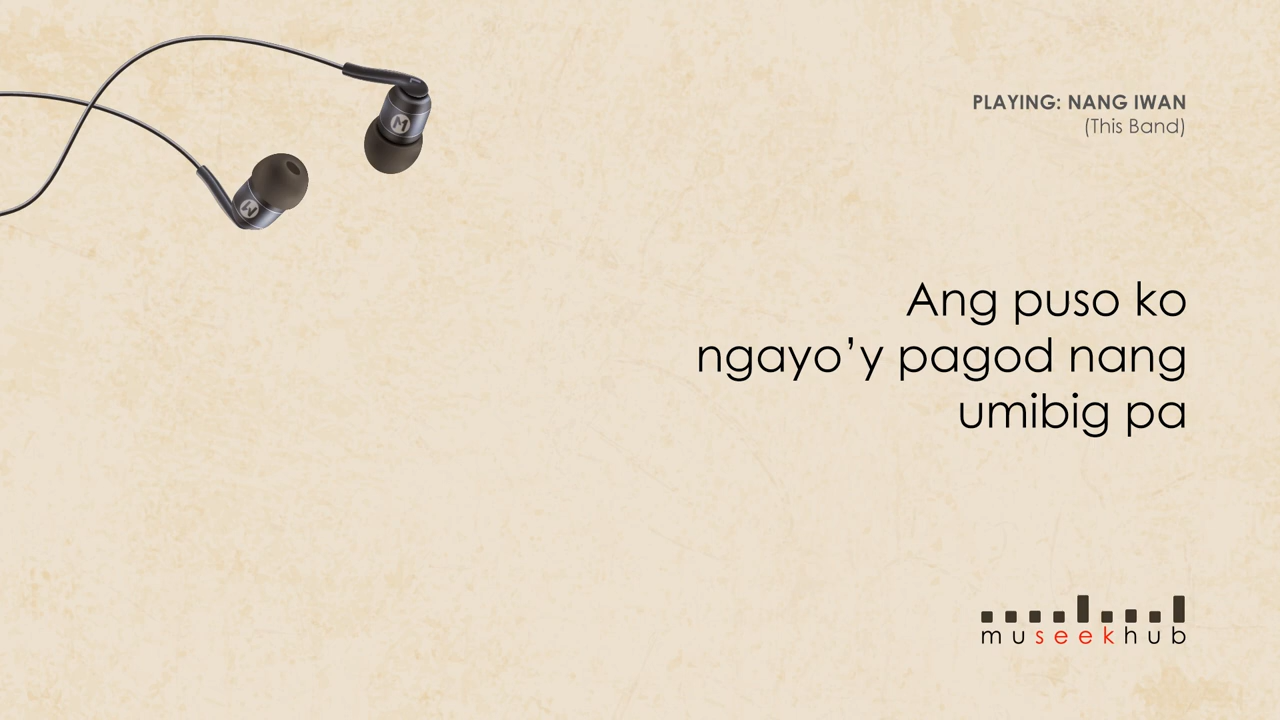 PLAYING: NANG IWAN
(This Band)
Ang puso ko
ngayo’y pagod nang
umibig pa
museekhub